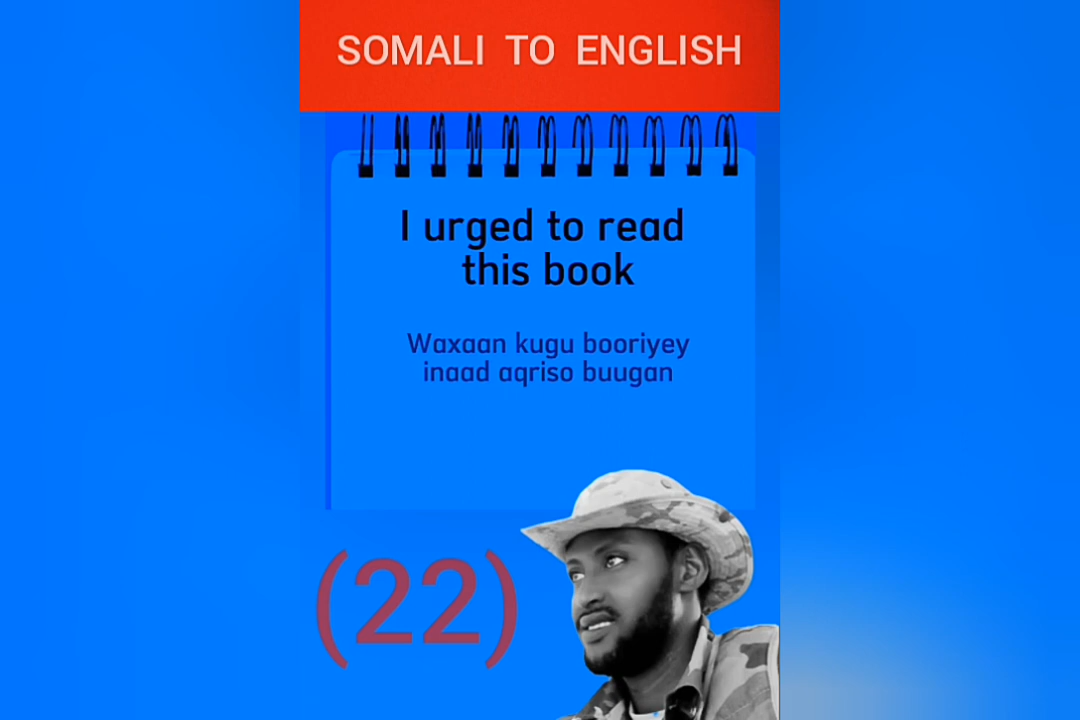 SOMALI TO ENGLISH
I urged to read
this book
Waxaan kugu booriyey
inaad aqriso buugan
(22)